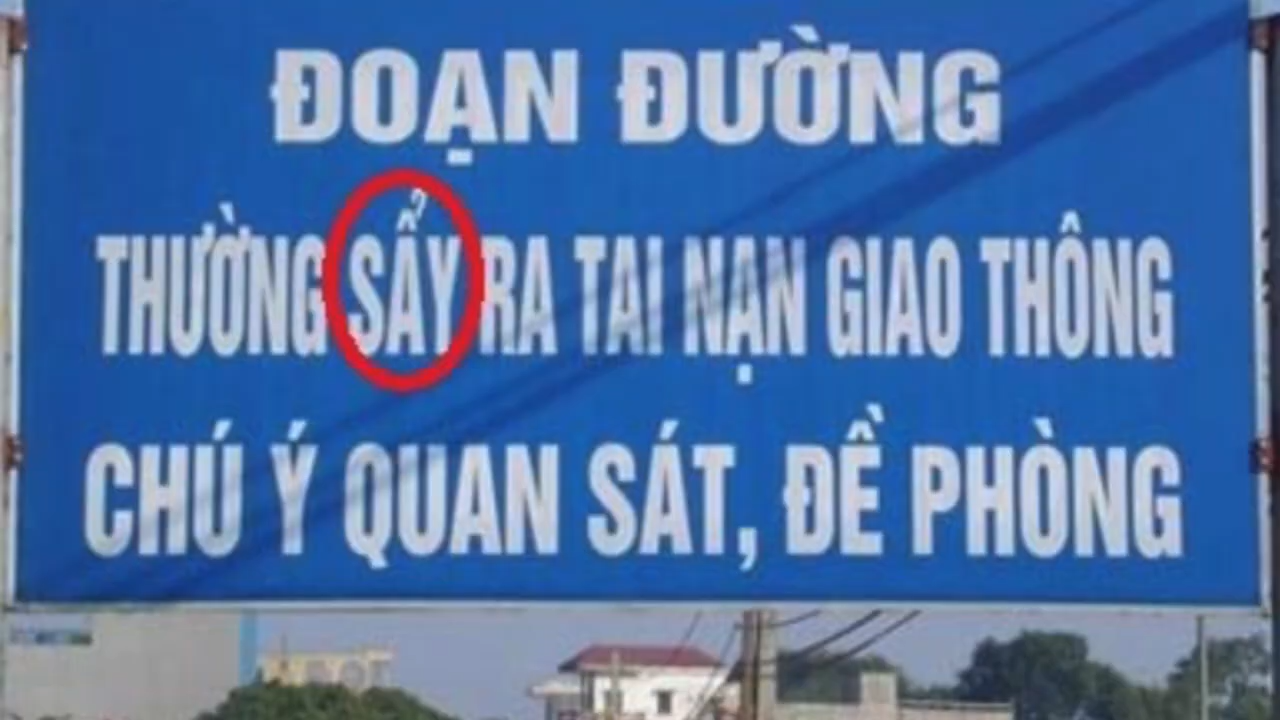 ĐOẠN ĐƯỜNG
THƯỜNG SẨY RA TAI NẠN GIAO THÔNG
CHÚ Ý QUAN SÁT, ĐỀ PHÒNG